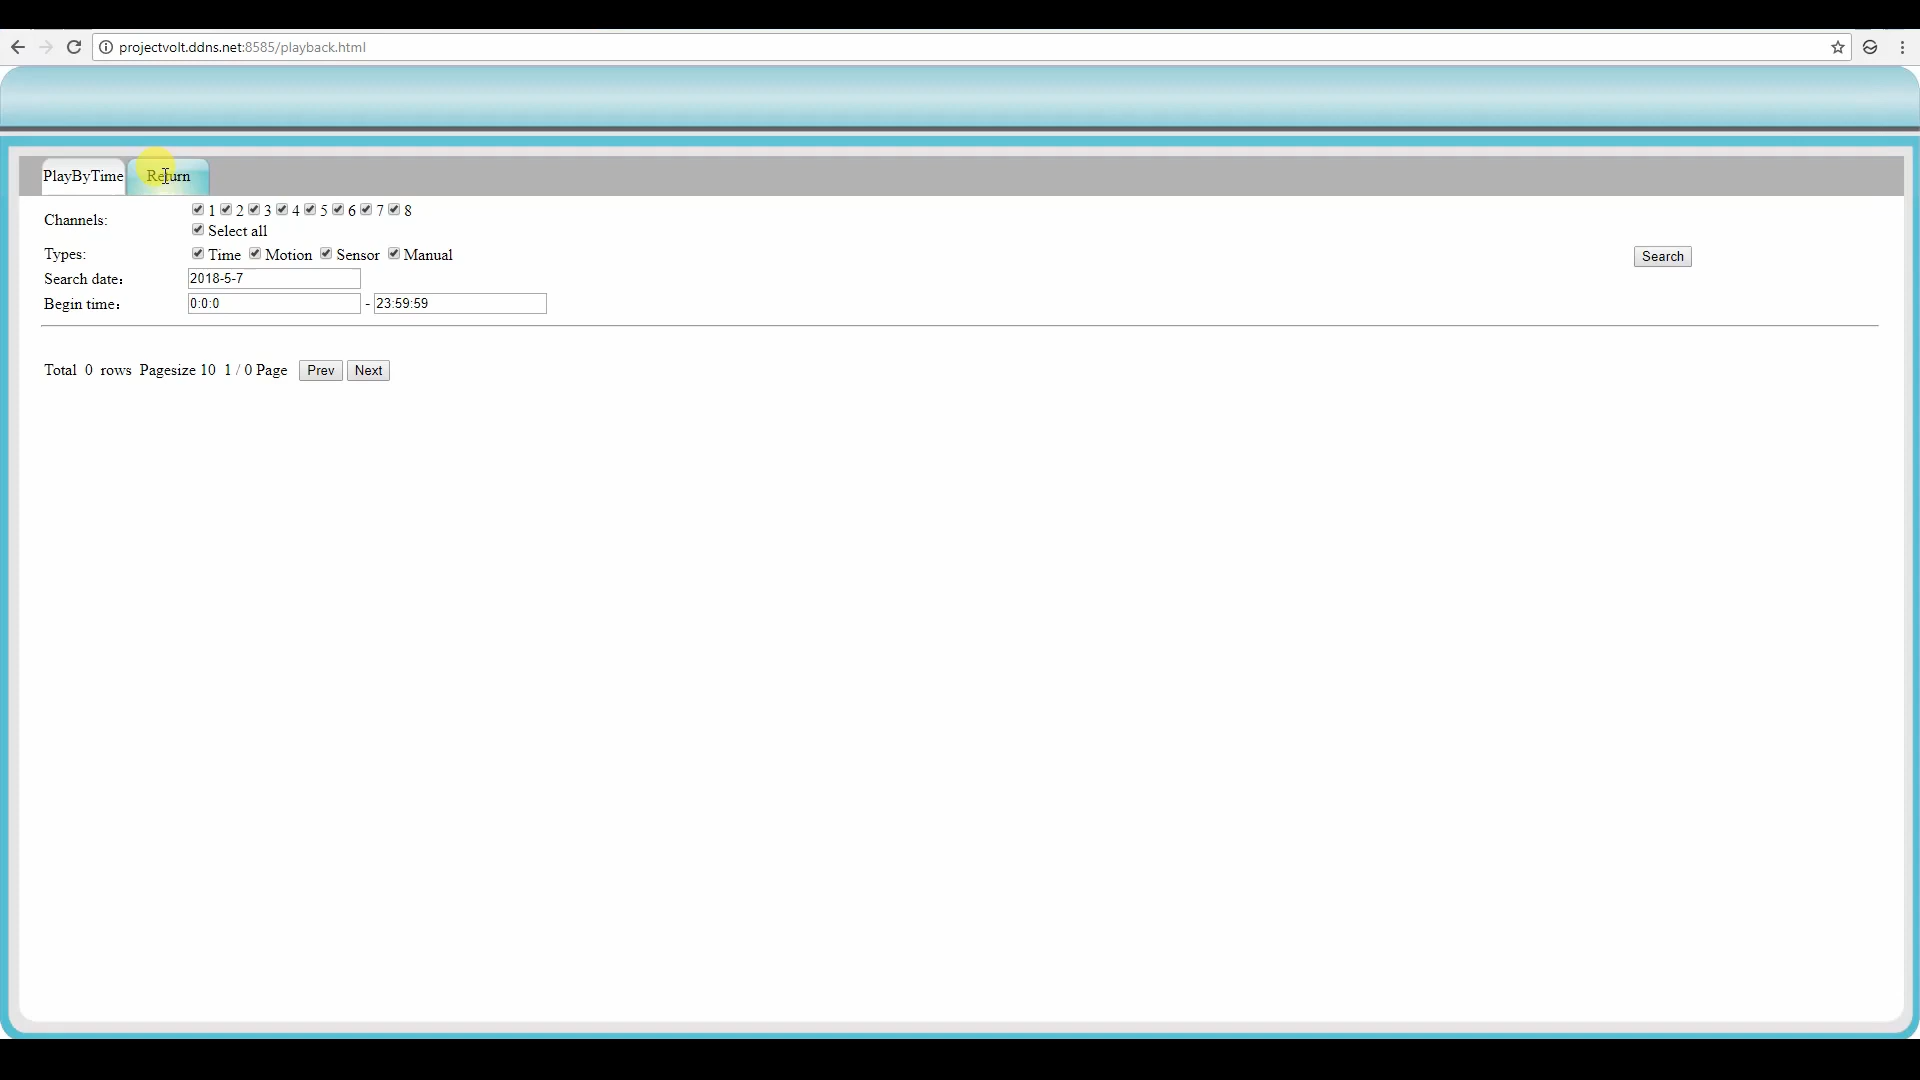 projectvolt.ddns.net:8585/playback.html
PlayByTime Return
Channels: 1 2 3 4 5 6 7 8
Select all
Types: Time Motion Sensor Manual
Search
Search date： 2018-5-7
Begin time： 0:0:0 - 23:59:59
Total 0 rows Pagesize 10 1 / 0 Page Prev Next